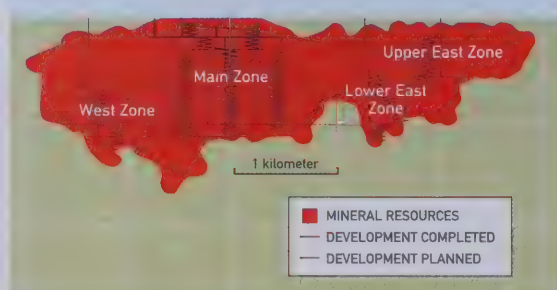 Upper East Zone
Main Zone
Lower East
Zone
West Zone
1 kilometer
MINERAL RESOURCES
DEVELOPMENT COMPLETED
DEVELOPMENT PLANNED